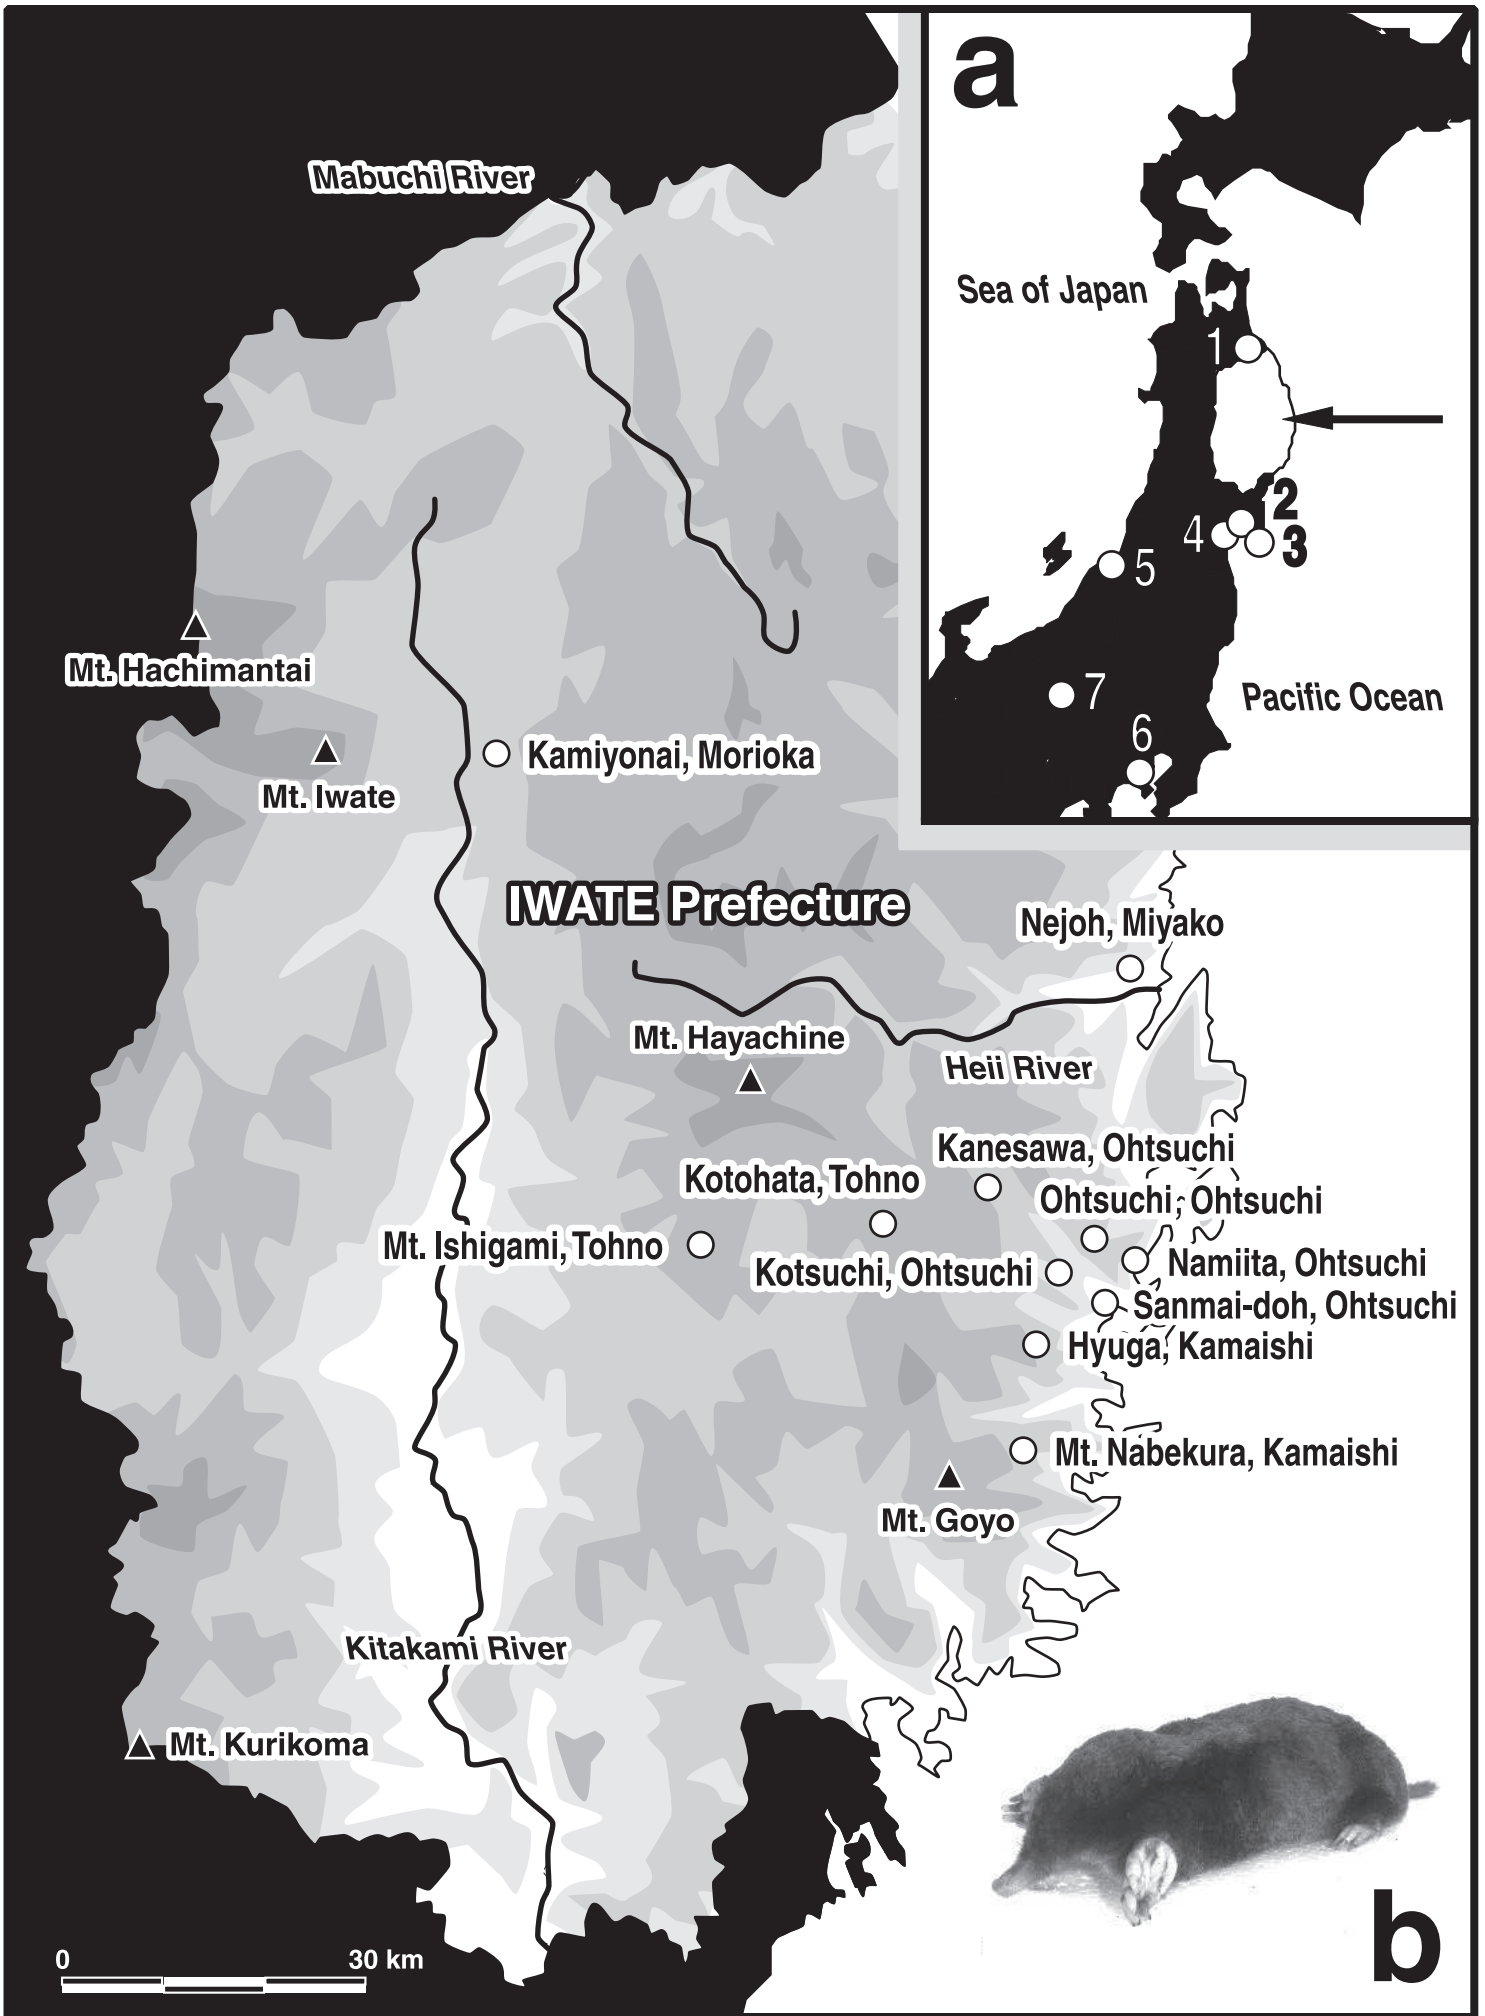 a
Mabuchi River
Sea of Japan
1
2
4
3
5
Mt. Hachimantai
7
Pacific Ocean
6
Kamiyonai, Morioka
Mt. Iwate
IWATE Prefecture
Nejoh, Miyako
Mt. Hayachine
Heii River
Kanesawa, Ohtsuchi
Kotohata, Tohno
Ohtsuchi, Ohtsuchi
Mt. Ishigami, Tohno
Kotsuchi, Ohtsuchi
Namiita, Ohtsuchi
Sanmai-doh, Ohtsuchi
Hyuga, Kamaishi
Mt. Nabekura, Kamaishi
Mt. Goyo
Kitakami River
Mt. Kurikoma
0
30 km
b